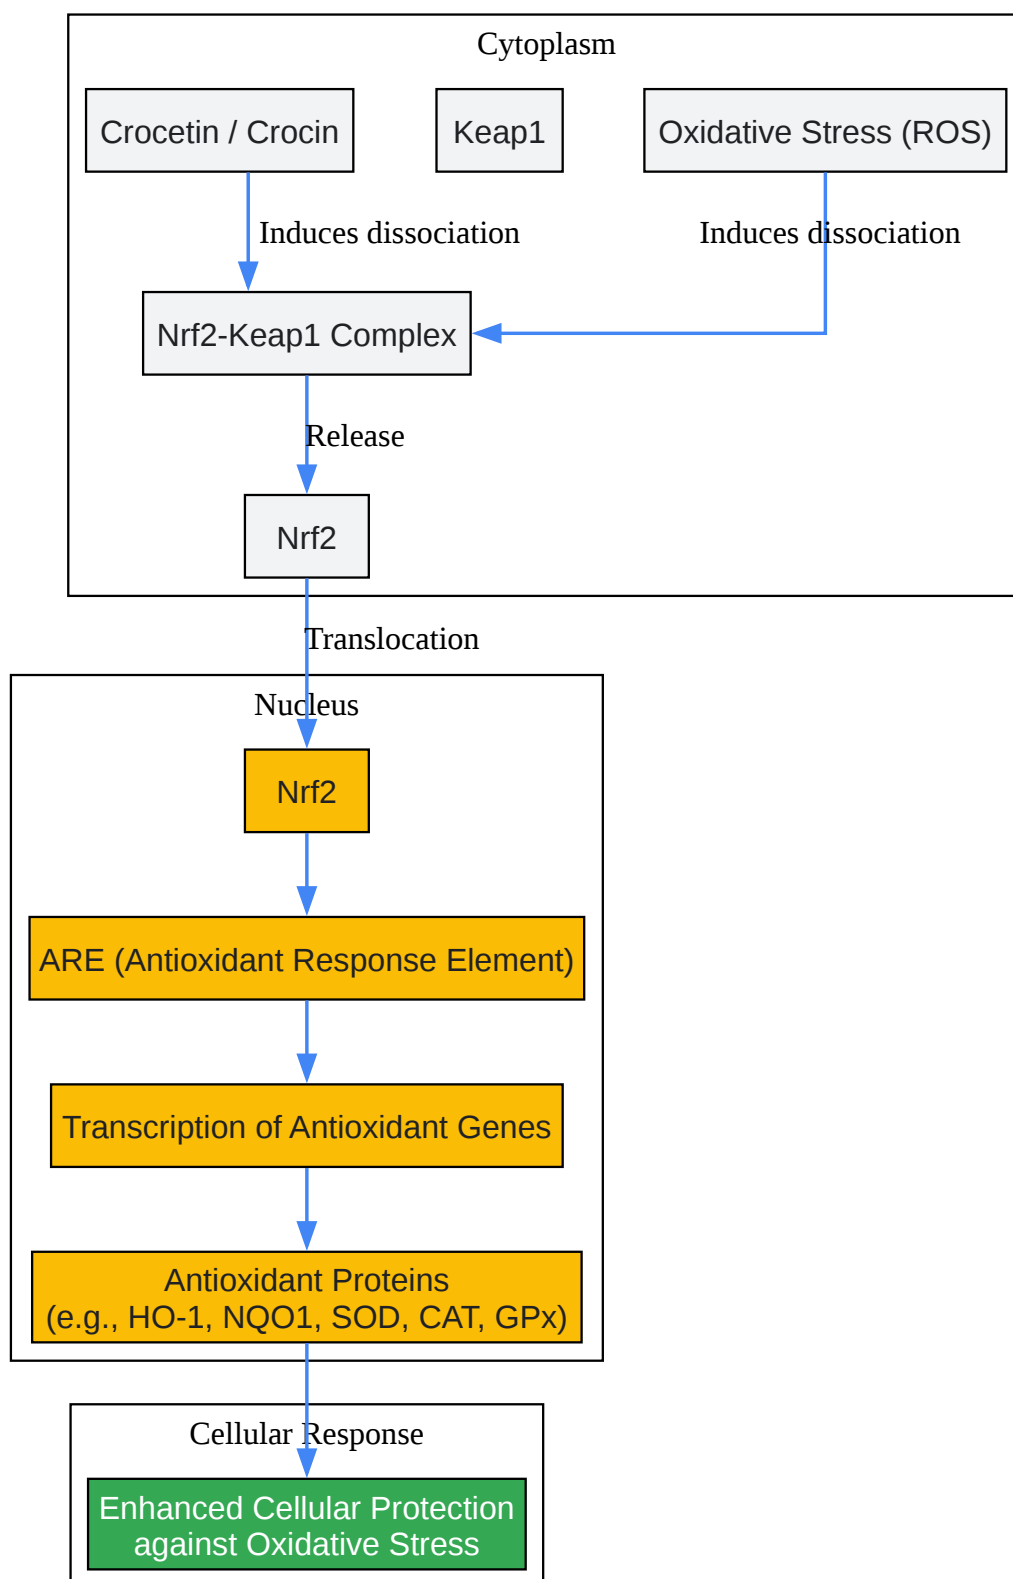 Cytoplasm
Crocetin / Crocin
Keap1
Oxidative Stress (ROS)
Induces dissociation
Induces dissociation
Nrf2-Keap1 Complex
Release
Nrf2
Translocation
Nucleus
Nrf2
ARE (Antioxidant Response Element)
Transcription of Antioxidant Genes
Antioxidant Proteins
(e.g., HO-1, NQO1, SOD, CAT, GPx)
Cellular Response
Enhanced Cellular Protection
against Oxidative Stress